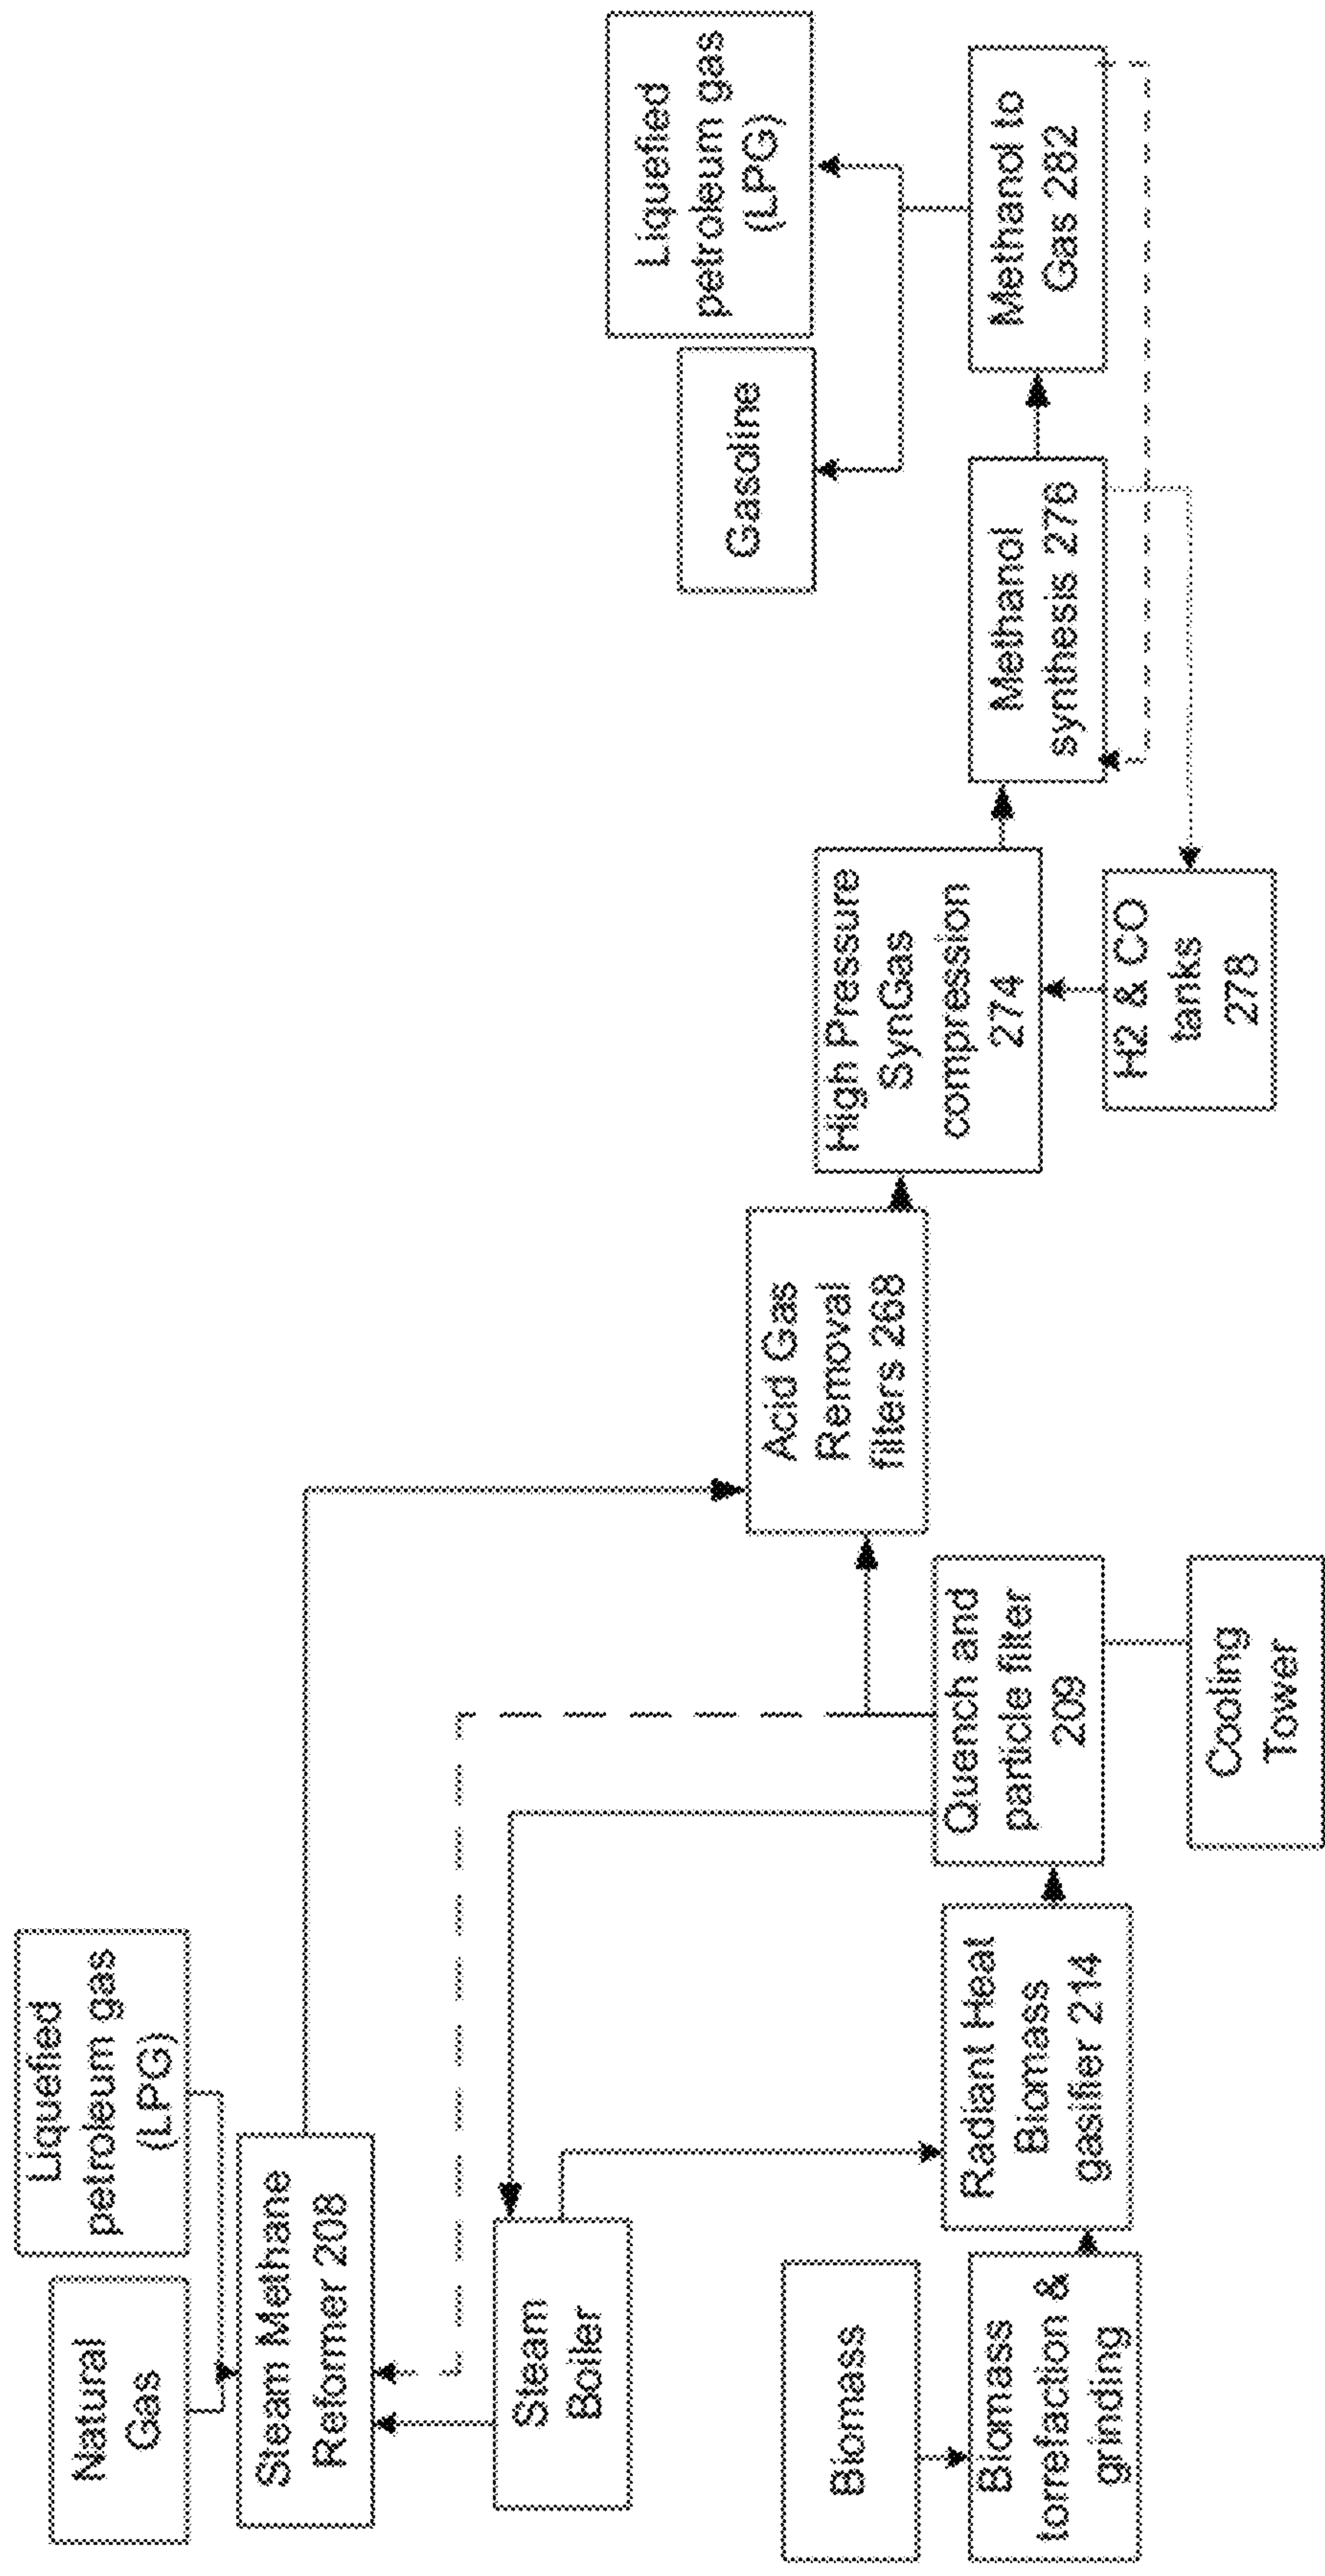 Natural
Gas
Liquefied
petroleum gas
(LPG)
Steam Methane
Reformer 208
Steam
Boiler
Biomass
Biomass
torrefaction &
grinding
Radiant Heat
Biomass
gasifier 214
Quench and
particle filter
209
Cooling
Tower
Acid Gas
Removal
filters 268
High Pressure
SynGas
compression
274
H2 & CO
tanks
278
Methanol
synthesis 276
Gasoline
Liquefied
petroleum gas
(LPG)
Methanol to
Gas 282